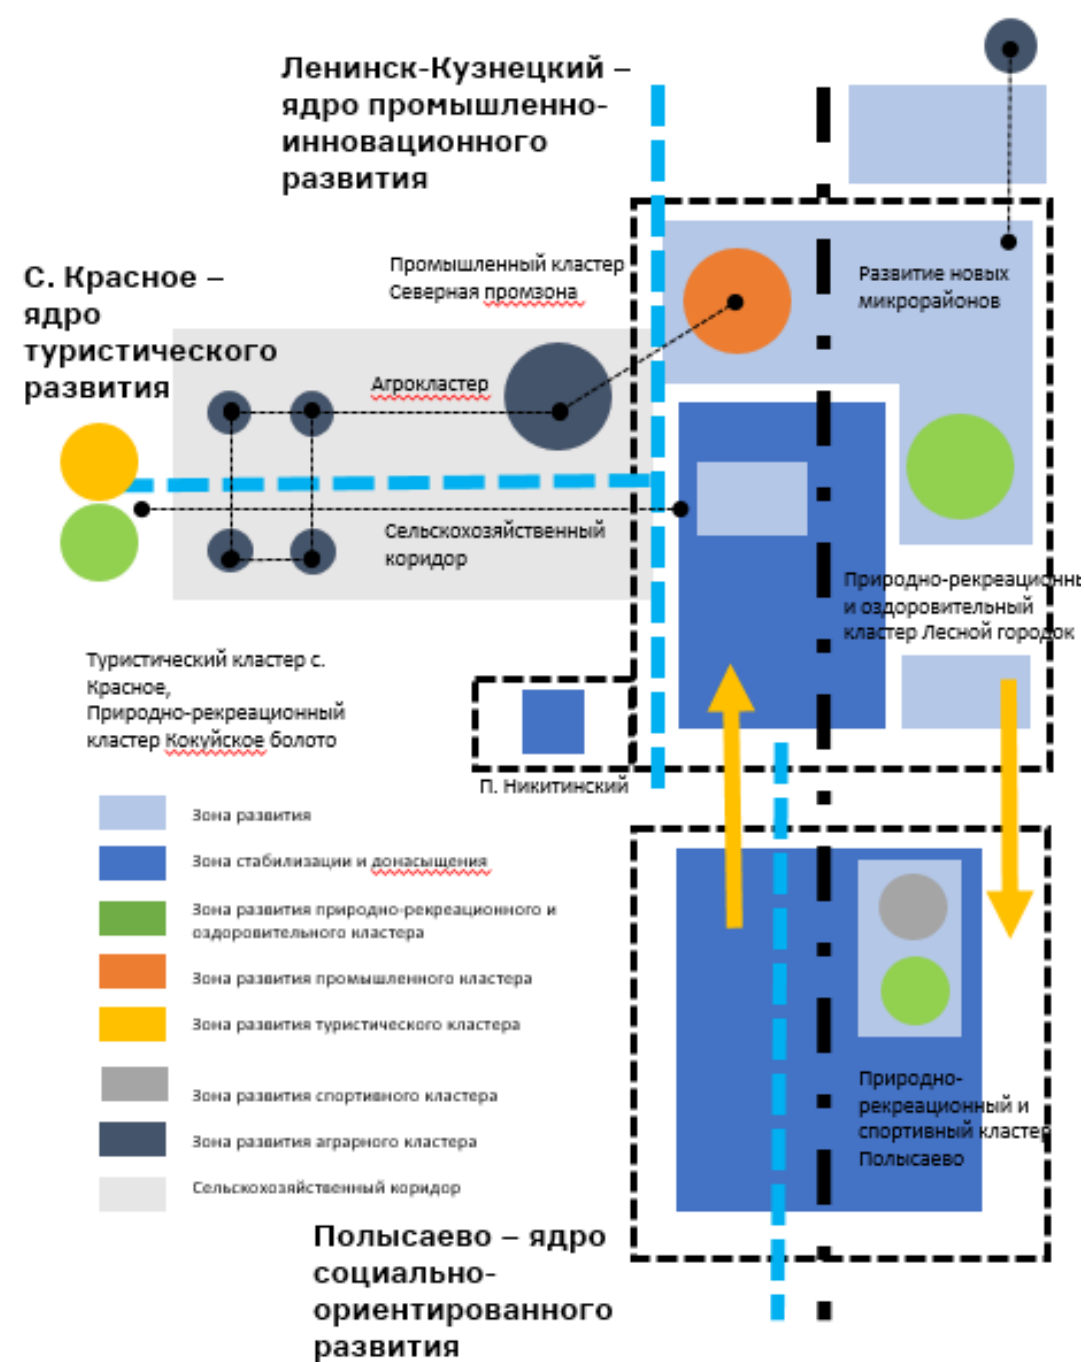 Ленинск-Кузнецкий –
ядро промышленно-
инновационного
развития
С. Красное –
ядро
туристического
развития
Промышленный кластер
Северная промзона
Развитие новых
микрорайонов
Агрокластер
Сельскохозяйственный
коридор
Природно-рекреационны
и оздоровительный
кластер Лесной городок
Туристический кластер с.
Красное,
Природно-рекреационный
кластер Кокуйское болото
П. Никитинский
Зона развития
Зона стабилизации и донасыщения
Зона развития природно-рекреационного и
оздоровительного кластера
Зона развития промышленного кластера
Зона развития туристического кластера
Зона развития спортивного кластера
Зона развития аграрного кластера
Сельскохозяйственный коридор
Природно-
рекреационный и
спортивный кластер
Полысаево
Полысаево – ядро
социально-
ориентированного
развития